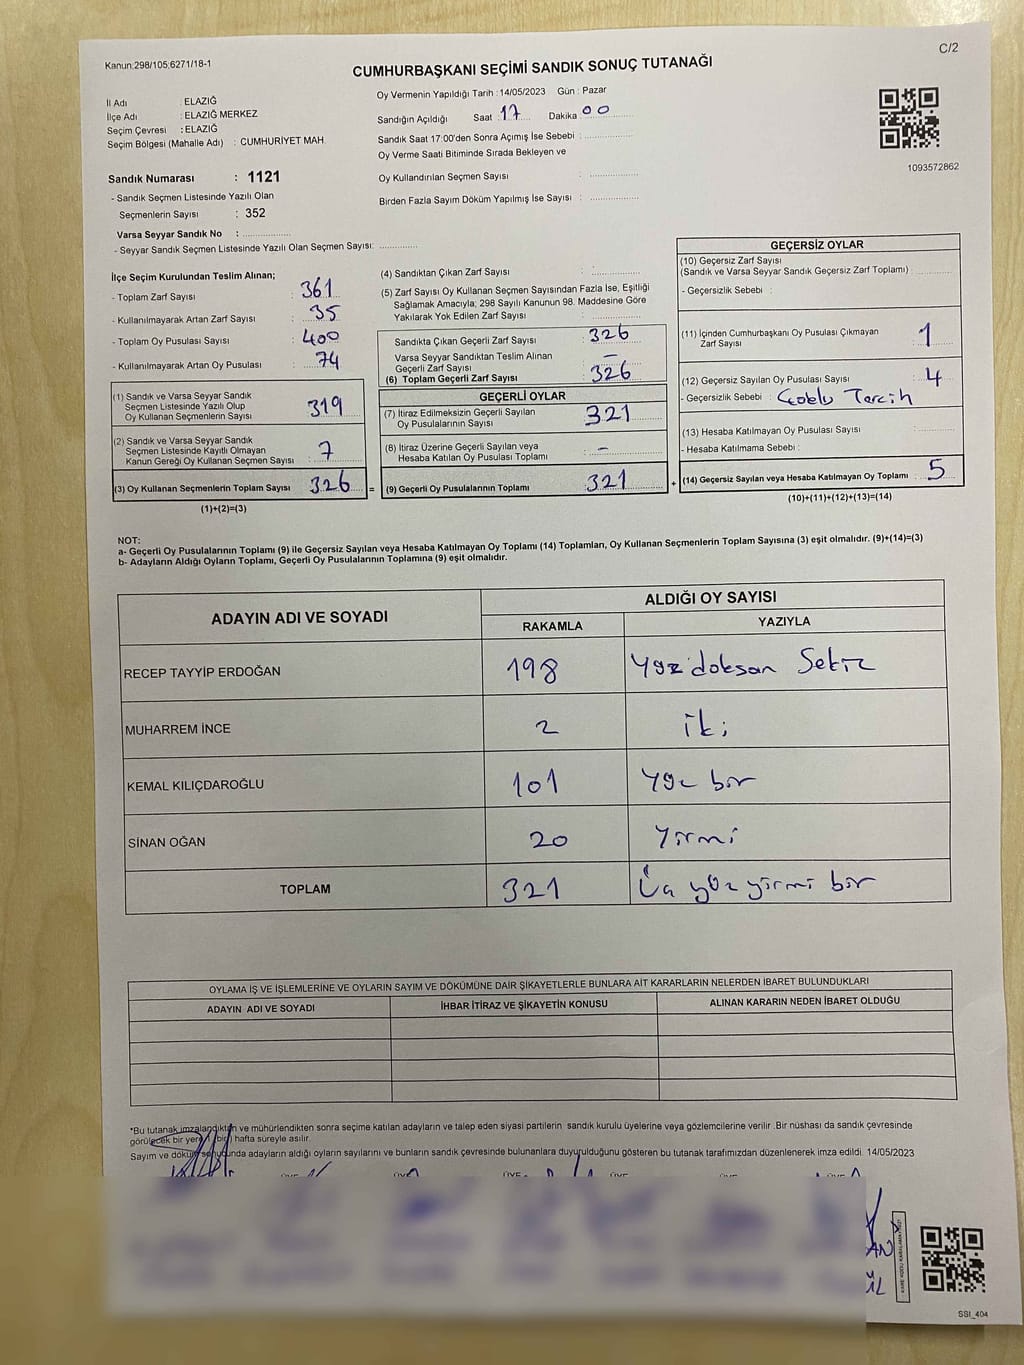 Kanun;298/105;6271/18-1
C/2
CUMHURBAŞKANI SEÇİMİ SANDIK SONUÇ TUTANAĞI
İl Adı : ELAZIĞ
İlçe Adı : ELAZIĞ MERKEZ
Seçim Çevresi : ELAZIĞ
Seçim Bölgesi (Mahalle Adı) : CUMHURİYET MAH.
Oy Vermenin Yapıldığı Tarih : 14/05/2023 Gün : Pazar
Sandığın Açıldığı Saat : 17 Dakika 00
Sandık Saat 17:00'den Sonra Açımış İse Sebebi :
Oy Verme Saati Bitiminde Sırada Bekleyen ve
Oy Kullandırılan Seçmen Sayısı :
Birden Fazla Sayım Döküm Yapılmış İse Sayısı :
1093572862
Sandık Numarası : 1121
- Sandık Seçmen Listesinde Yazılı Olan
Seçmenlerin Sayısı : 352
Varsa Seyyar Sandık No :
- Seyyar Sandık Seçmen Listesinde Yazılı Olan Seçmen Sayısı:
İlçe Seçim Kurulundan Teslim Alınan;
- Toplam Zarf Sayısı : 361
- Kullanılmayarak Artan Zarf Sayısı : 35
- Toplam Oy Pusulası Sayısı : 400
- Kullanılmayarak Artan Oy Pusulası : 74
(1) Sandık ve Varsa Seyyar Sandık
Seçmen Listesinde Yazılı Olup
Oy Kullanan Seçmenlerin Sayısı : 319
(2) Sandık ve Varsa Seyyar Sandık
Seçmen Listesinde Kayıtlı Olmayan
Kanun Gereği Oy Kullanan Seçmen Sayısı : 7
(3) Oy Kullanan Seçmenlerin Toplam Sayısı : 326 =
(1)+(2)=(3)
(4) Sandıktan Çıkan Zarf Sayısı :
(5) Zarf Sayısı Oy Kullanan Seçmen Sayısından Fazla İse, Eşitliği
Sağlamak Amacıyla; 298 Sayılı Kanunun 98. Maddesine Göre
Yakılarak Yok Edilen Zarf Sayısı :
Sandıkta Çıkan Geçerli Zarf Sayısı : 326
Varsa Seyyar Sandıktan Teslim Alınan
Geçerli Zarf Sayısı : –
(6) Toplam Geçerli Zarf Sayısı : 326
GEÇERLİ OYLAR
(7) İtiraz Edilmeksizin Geçerli Sayılan
Oy Pusulalarının Sayısı : 321
(8) İtiraz Üzerine Geçerli Sayılan veya
Hesaba Katılan Oy Pusulası Toplamı : –
(9) Geçerli Oy Pusulalarının Toplamı : 321 +
GEÇERSİZ OYLAR
(10) Geçersiz Zarf Sayısı
(Sandık ve Varsa Seyyar Sandık Geçersiz Zarf Toplamı) :
- Geçersizlik Sebebi :
(11) İçinden Cumhurbaşkanı Oy Pusulası Çıkmayan
Zarf Sayısı : 1
(12) Geçersiz Sayılan Oy Pusulası Sayısı : 4
- Geçersizlik Sebebi : Çoklu Tercih
(13) Hesaba Katılmayan Oy Pusulası Sayısı :
- Hesaba Katılmama Sebebi :
(14) Geçersiz Sayılan veya Hesaba Katılmayan Oy Toplamı : 5
(10)+(11)+(12)+(13)=(14)
NOT:
a- Geçerli Oy Pusulalarının Toplamı (9) ile Geçersiz Sayılan veya Hesaba Katılmayan Oy Toplamı (14) Toplamları, Oy Kullanan Seçmenlerin Toplam Sayısına (3) eşit olmalıdır. (9)+(14)=(3)
b- Adayların Aldığı Oyların Toplamı, Geçerli Oy Pusulalarının Toplamına (9) eşit olmalıdır.
ADAYIN ADI VE SOYADI
ALDIĞI OY SAYISI
RAKAMLA YAZIYLA
RECEP TAYYİP ERDOĞAN 198 Yüz doksan Sekiz
MUHARREM İNCE 2 iki
KEMAL KILIÇDAROĞLU 101 Yüz bir
SİNAN OĞAN 20 Yirmi
TOPLAM 321 Üç yüz yirmi bir
OYLAMA İŞ VE İŞLEMLERİNE VE OYLARIN SAYIM VE DÖKÜMÜNE DAİR ŞİKAYETLERLE BUNLARA AİT KARARLARIN NELERDEN İBARET BULUNDUKLARI
ADAYIN ADI VE SOYADI İHBAR İTİRAZ VE ŞİKAYETİN KONUSU ALINAN KARARIN NEDEN İBARET OLDUĞU
*Bu tutanak imzalandıktan ve mühürlendikten sonra seçime katılan adayların ve talep eden siyasi partilerin sandık kurulu üyelerine veya gözlemcilerine verilir .Bir nüshası da sandık çevresinde
görülecek bir yere (bir) hafta süreyle asılır.
Sayım ve döküm sonucunda adayların aldığı oyların sayılarını ve bunların sandık çevresinde bulunanlara duyurulduğunu gösteren bu tutanak tarafımızdan düzenlenerek imza edildi. 14/05/2023
SSI_404